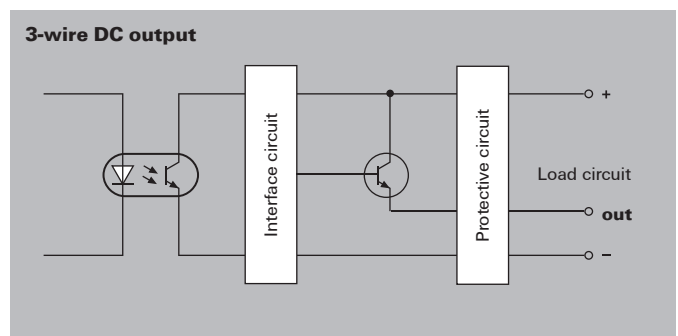 3-wire DC output
Interface circuit
Protective circuit
+
Load circuit
out
–